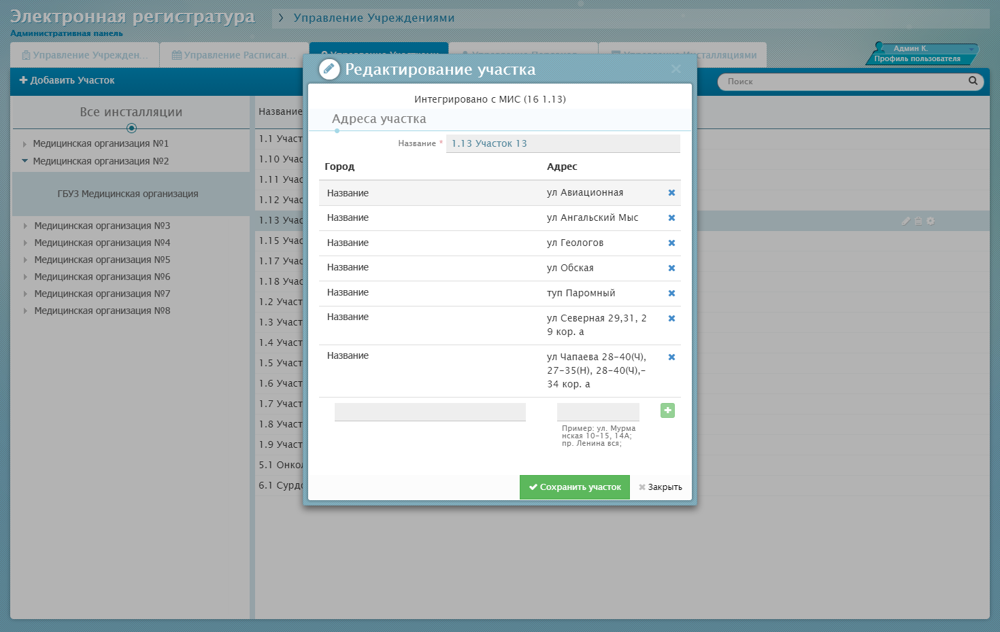 Электронная регистратура
Административная панель
Управление Учреждениями
Управление Учрежден...
Управление Расписан...
Управление Участками
Админ К.
Профиль пользователя
Добавить Участок
Поиск
Все инсталляции
Медицинская организация №1
Медицинская организация №2
ГБУЗ Медицинская организация
Медицинская организация №3
Медицинская организация №4
Медицинская организация №5
Медицинская организация №6
Медицинская организация №7
Медицинская организация №8
Название
1.1 Участ
1.10 Учас
1.11 Учас
1.12 Учас
1.13 Учас
1.15 Учас
1.17 Учас
1.18 Учас
1.2 Участ
1.3 Участ
1.4 Участ
1.5 Участ
1.6 Участ
1.7 Участ
1.8 Участ
1.9 Участ
5.1 Онкол
6.1 Сурдо
Редактирование участка
Интегрировано с МИС (16 1.13)
Адреса участка
Название * 1.13 Участок 13
Город Адрес
Название ул Авиационная
Название ул Ангальский Мыс
Название ул Геологов
Название ул Обская
Название туп Паромный
Название ул Северная 29,31, 2
9 кор. а
Название ул Чапаева 28-40(Ч),
27-35(Н), 28-40(Ч),-
34 кор. а
Пример: ул. Мурма
нская 10-15, 14А;
пр. Ленина вся;
Сохранить участок Закрыть